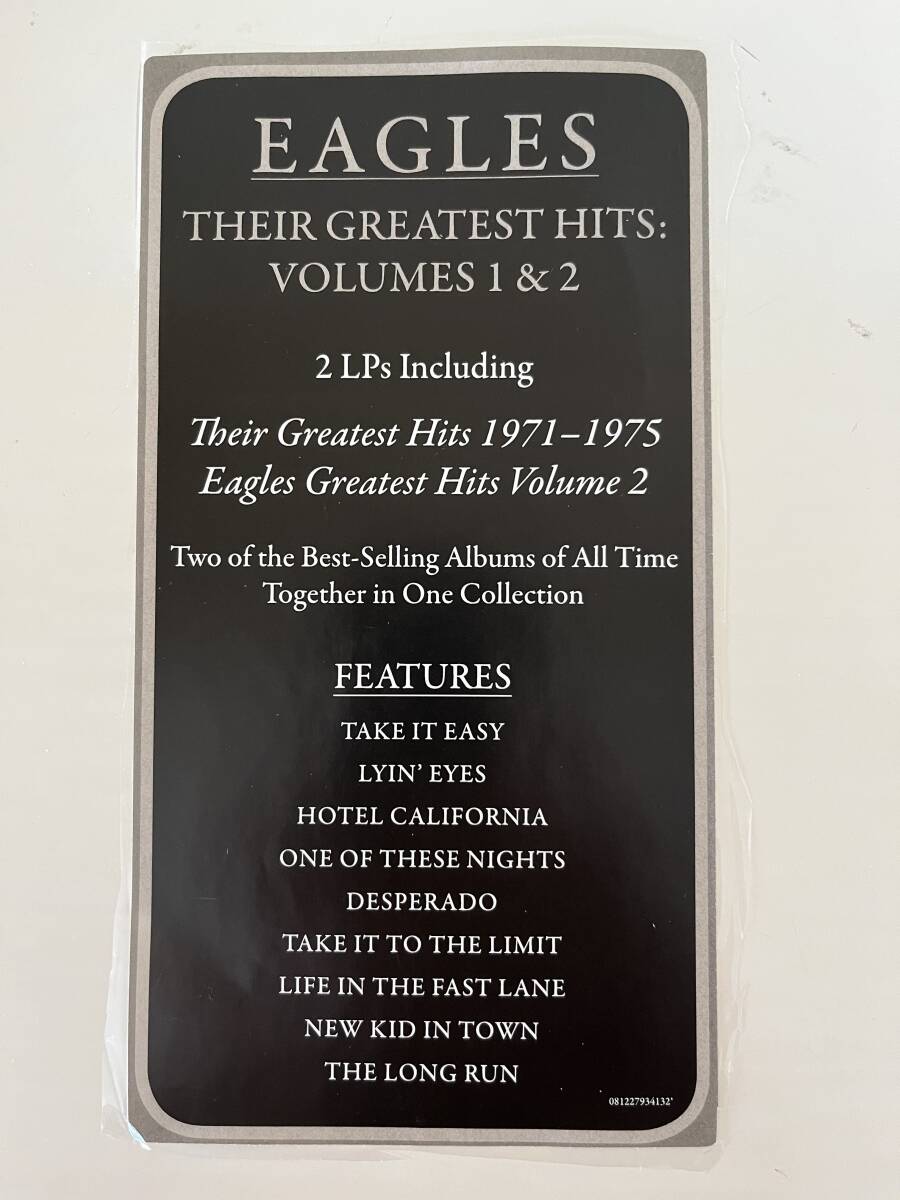 EAGLES
THEIR GREATEST HITS:
VOLUMES 1 & 2
2 LPs Including
Their Greatest Hits 1971–1975
Eagles Greatest Hits Volume 2
Two of the Best-Selling Albums of All Time
Together in One Collection
FEATURES
TAKE IT EASY
LYIN’ EYES
HOTEL CALIFORNIA
ONE OF THESE NIGHTS
DESPERADO
TAKE IT TO THE LIMIT
LIFE IN THE FAST LANE
NEW KID IN TOWN
THE LONG RUN
081227934132’